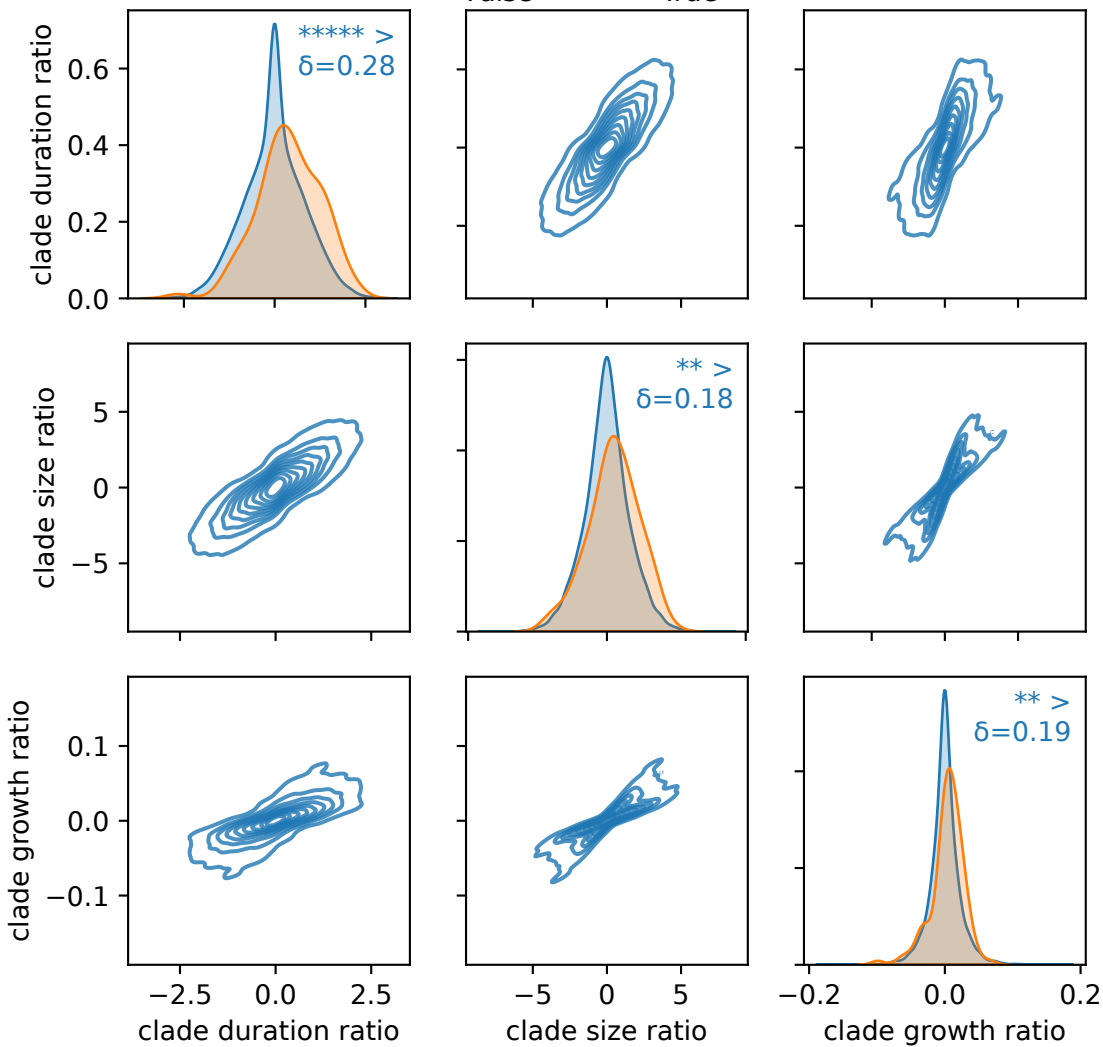 clade duration ratio
0.6
0.4
0.2
0.0
***** >
δ=0.28
clade size ratio
5
0
−5
** >
δ=0.18
clade growth ratio
0.1
0.0
−0.1
** >
δ=0.19
−2.5 0.0 2.5
−5 0 5
−0.2 0.0 0.2
clade duration ratio
clade size ratio
clade growth ratio